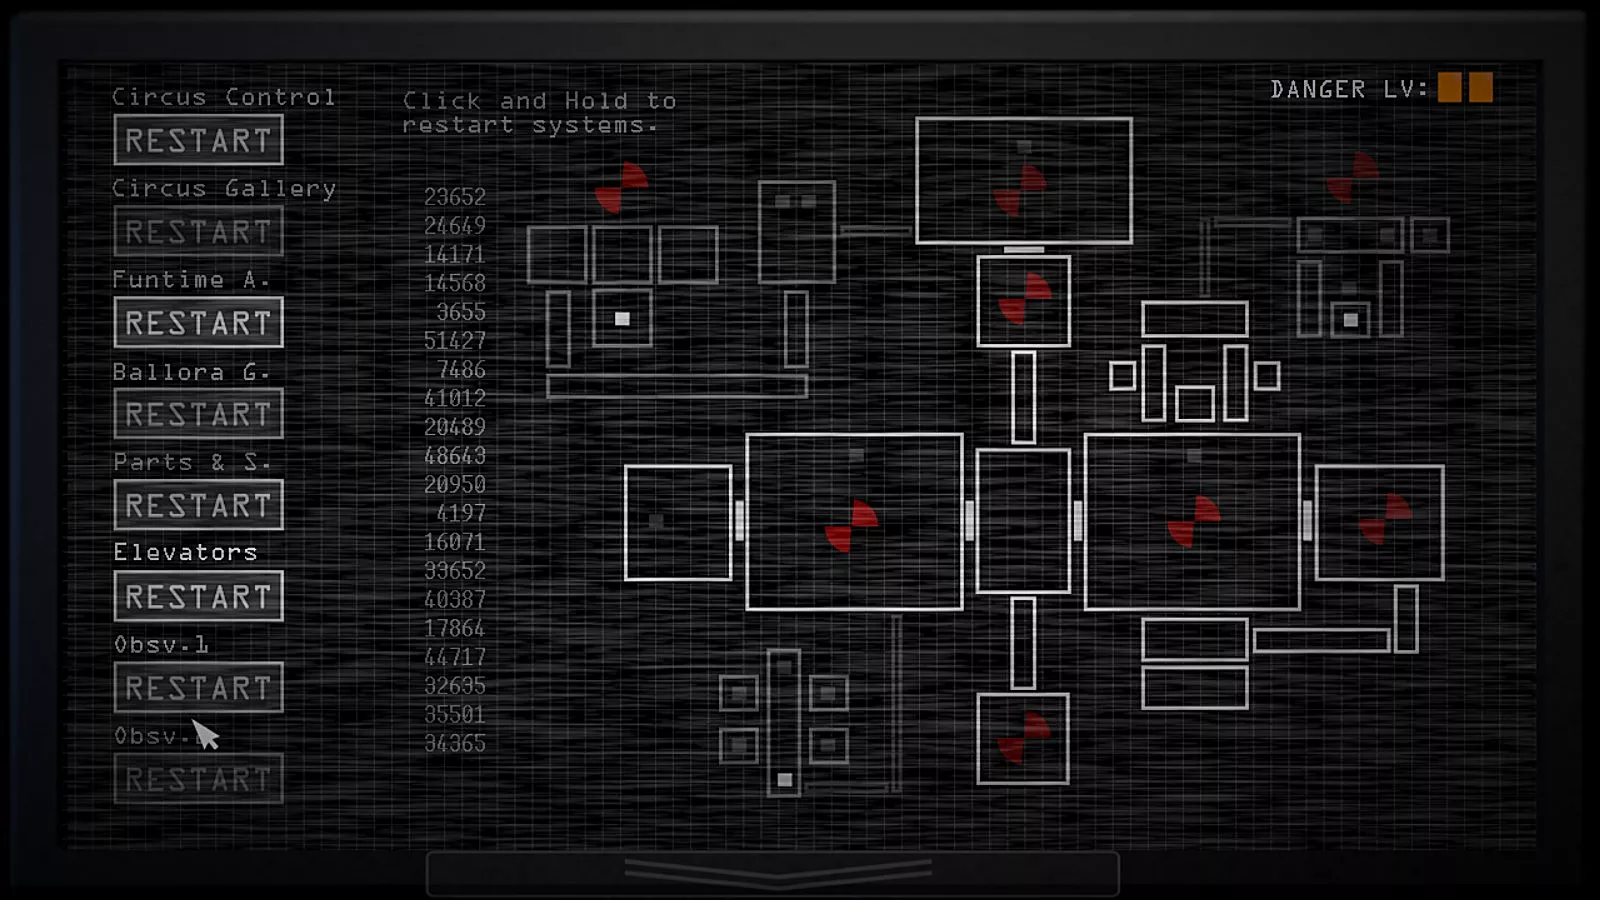 Circus Control
RESTART
Circus Gallery
RESTART
Funtime A.
RESTART
Ballora G.
RESTART
Parts & S.
RESTART
Elevators
RESTART
Obsv.1
RESTART
Obsv.
RESTART
Click and Hold to
restart systems.
23652
24649
14171
14568
3655
51427
7486
41012
20489
48643
20950
4197
16071
33652
40387
17864
44717
32635
35501
34365
DANGER LV: